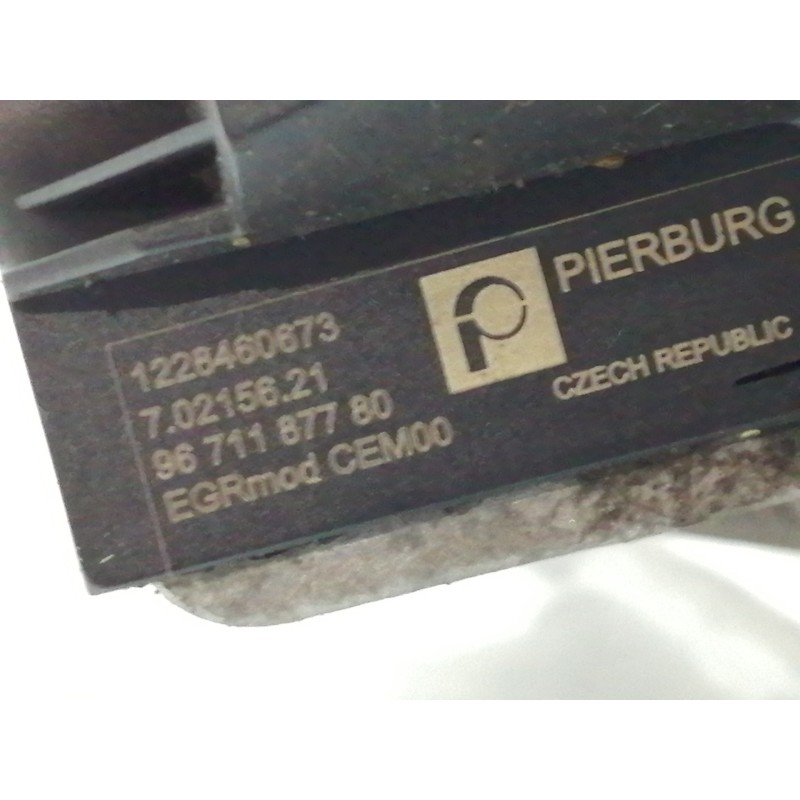 PIERBURG
1228460673
7.02156.21
96 711 877 80
EGRmod CEM00
CZECH REPUBLIC